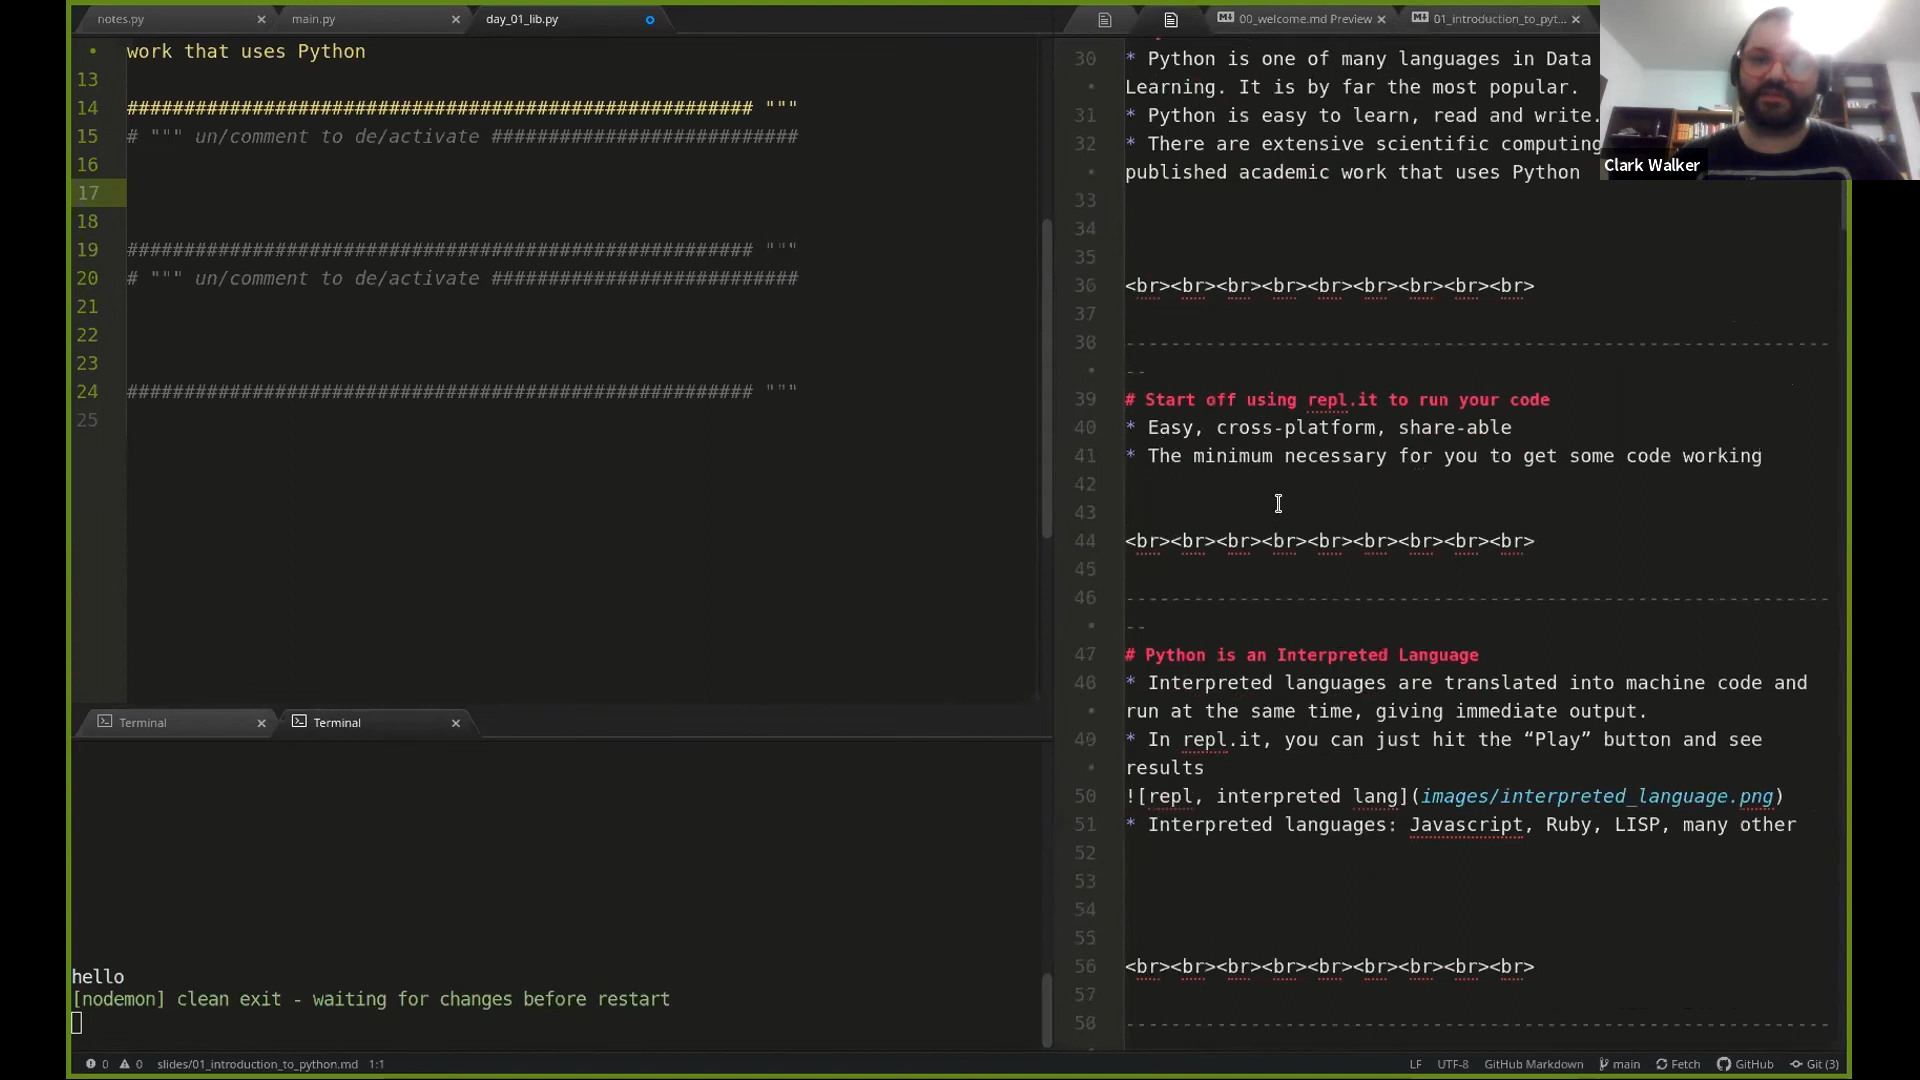 notes.py
main.py
day_01_lib.py
00_welcome.md Preview
01_introduction_to_pyt...
• work that uses Python
13
14 ####################################################### """
15 # """ un/comment to de/activate ###########################
16
17
18
19 ####################################################### """
20 # """ un/comment to de/activate ###########################
21
22
23
24 ####################################################### """
25
30 * Python is one of many languages in Data
• Learning. It is by far the most popular.
31 * Python is easy to learn, read and write.
32 * There are extensive scientific computing
• published academic work that uses Python
33
34
35
36 <br><br><br><br><br><br><br><br><br>
37
38 --------------------------------------------------------------
• --
39 # Start off using repl.it to run your code
40 * Easy, cross-platform, share-able
41 * The minimum necessary for you to get some code working
42
43
44 <br><br><br><br><br><br><br><br><br>
45
46 --------------------------------------------------------------
• --
47 # Python is an Interpreted Language
48 * Interpreted languages are translated into machine code and
• run at the same time, giving immediate output.
49 * In repl.it, you can just hit the “Play” button and see
• results
50 ![repl, interpreted lang](images/interpreted_language.png)
51 * Interpreted languages: Javascript, Ruby, LISP, many other
52
53
54
55
56 <br><br><br><br><br><br><br><br><br>
57
58 --------------------------------------------------------------
Clark Walker
Terminal
Terminal
hello
[nodemon] clean exit - waiting for changes before restart
0 0 slides/01_introduction_to_python.md 1:1
LF UTF-8 GitHub Markdown main Fetch GitHub Git (3)